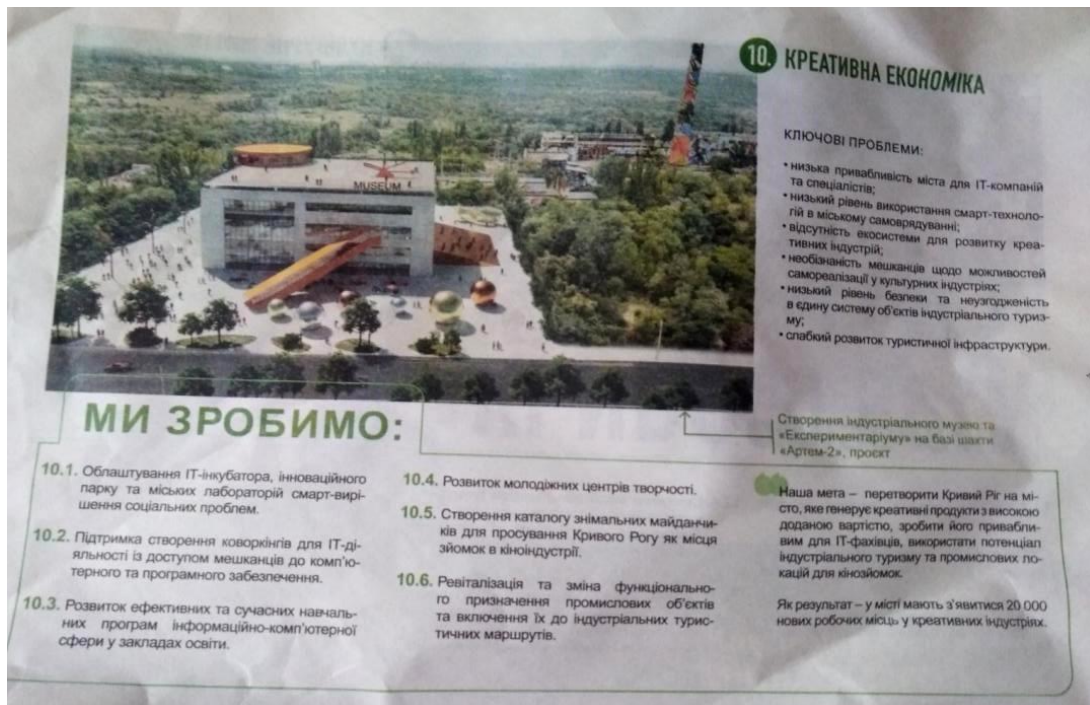 MUSEUM
10. КРЕАТИВНА ЕКОНОМІКА
КЛЮЧОВІ ПРОБЛЕМИ:
• низька привабливість міста для ІТ-компаній
та спеціалістів;
• низький рівень використання смарт-техноло-
гій в міському самоврядуванні;
• відсутність екосистеми для розвитку креа-
тивних індустрій;
• необізнаність мешканців щодо можливостей
самореалізації у культурних індустріях;
• низький рівень безпеки та неузгодженість
в єдину систему об'єктів індустріального туриз-
му;
• слабкий розвиток туристичної інфраструктури.
Створення індустріального музею та
«Експериментаріуму» на базі шахти
«Артем-2», проєкт
МИ ЗРОБИМО:
10.1. Облаштування ІТ-інкубатора, інноваційного
парку та міських лабораторій смарт-вирі-
шення соціальних проблем.
10.2. Підтримка створення коворкінгів для ІТ-ді-
яльності із доступом мешканців до комп'ю-
терного та програмного забезпечення.
10.3. Розвиток ефективних та сучасних навчаль-
них програм інформаційно-комп'ютерної
сфери у закладах освіти.
10.4. Розвиток молодіжних центрів творчості.
10.5. Створення каталогу знімальних майданчи-
ків для просування Кривого Рогу як місця
зйомок в кіноіндустрії.
10.6. Ревіталізація та зміна функціонально-
го призначення промислових об'єктів
та включення їх до індустріальних турис-
тичних маршрутів.
Наша мета – перетворити Кривий Ріг на мі-
сто, яке генерує креативні продукти з високою
доданою вартістю, зробити його привабли-
вим для ІТ-фахівців, використати потенціал
індустріального туризму та промислових ло-
кацій для кінозйомок.
Як результат – у місті мають з'явитися 20 000
нових робочих місць у креативних індустріях.